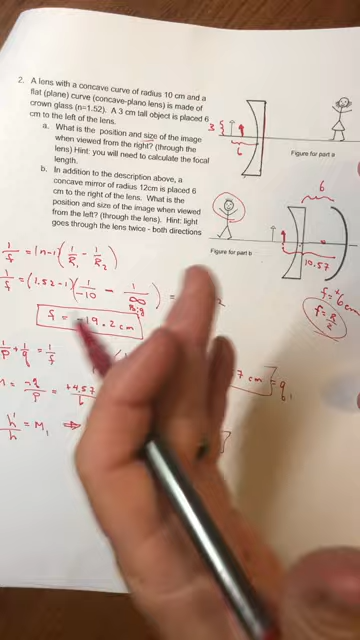 2. A lens with a concave curve of radius 10 cm and a
flat (plane) curve (concave-plano lens) is made of
crown glass (n=1.52). A 3 cm tall object is placed 6
cm to the left of the lens.
a. What is the position and size of the image
when viewed from the right? (through the
lens) Hint: you will need to calculate the focal
length.
b. In addition to the description above, a
concave mirror of radius 12cm is placed 6
cm to the right of the lens. What is the
position and size of the image when viewed
from the left? (through the lens). Hint: light
goes through the lens twice - both directions
3
6
Figure for part a
6
10.57
Figure for part b
f = +6cm
f = R/2
1/f = (n-1)(1/R₁ - 1/R₂)
1/f = (1.52-1)(1/-10 - 1/∞) =
f = -19.2 cm
1/p + 1/q = 1/f
= -q/p = +4.57/6
7 cm = q₁
h'/h = M₁ ⇒